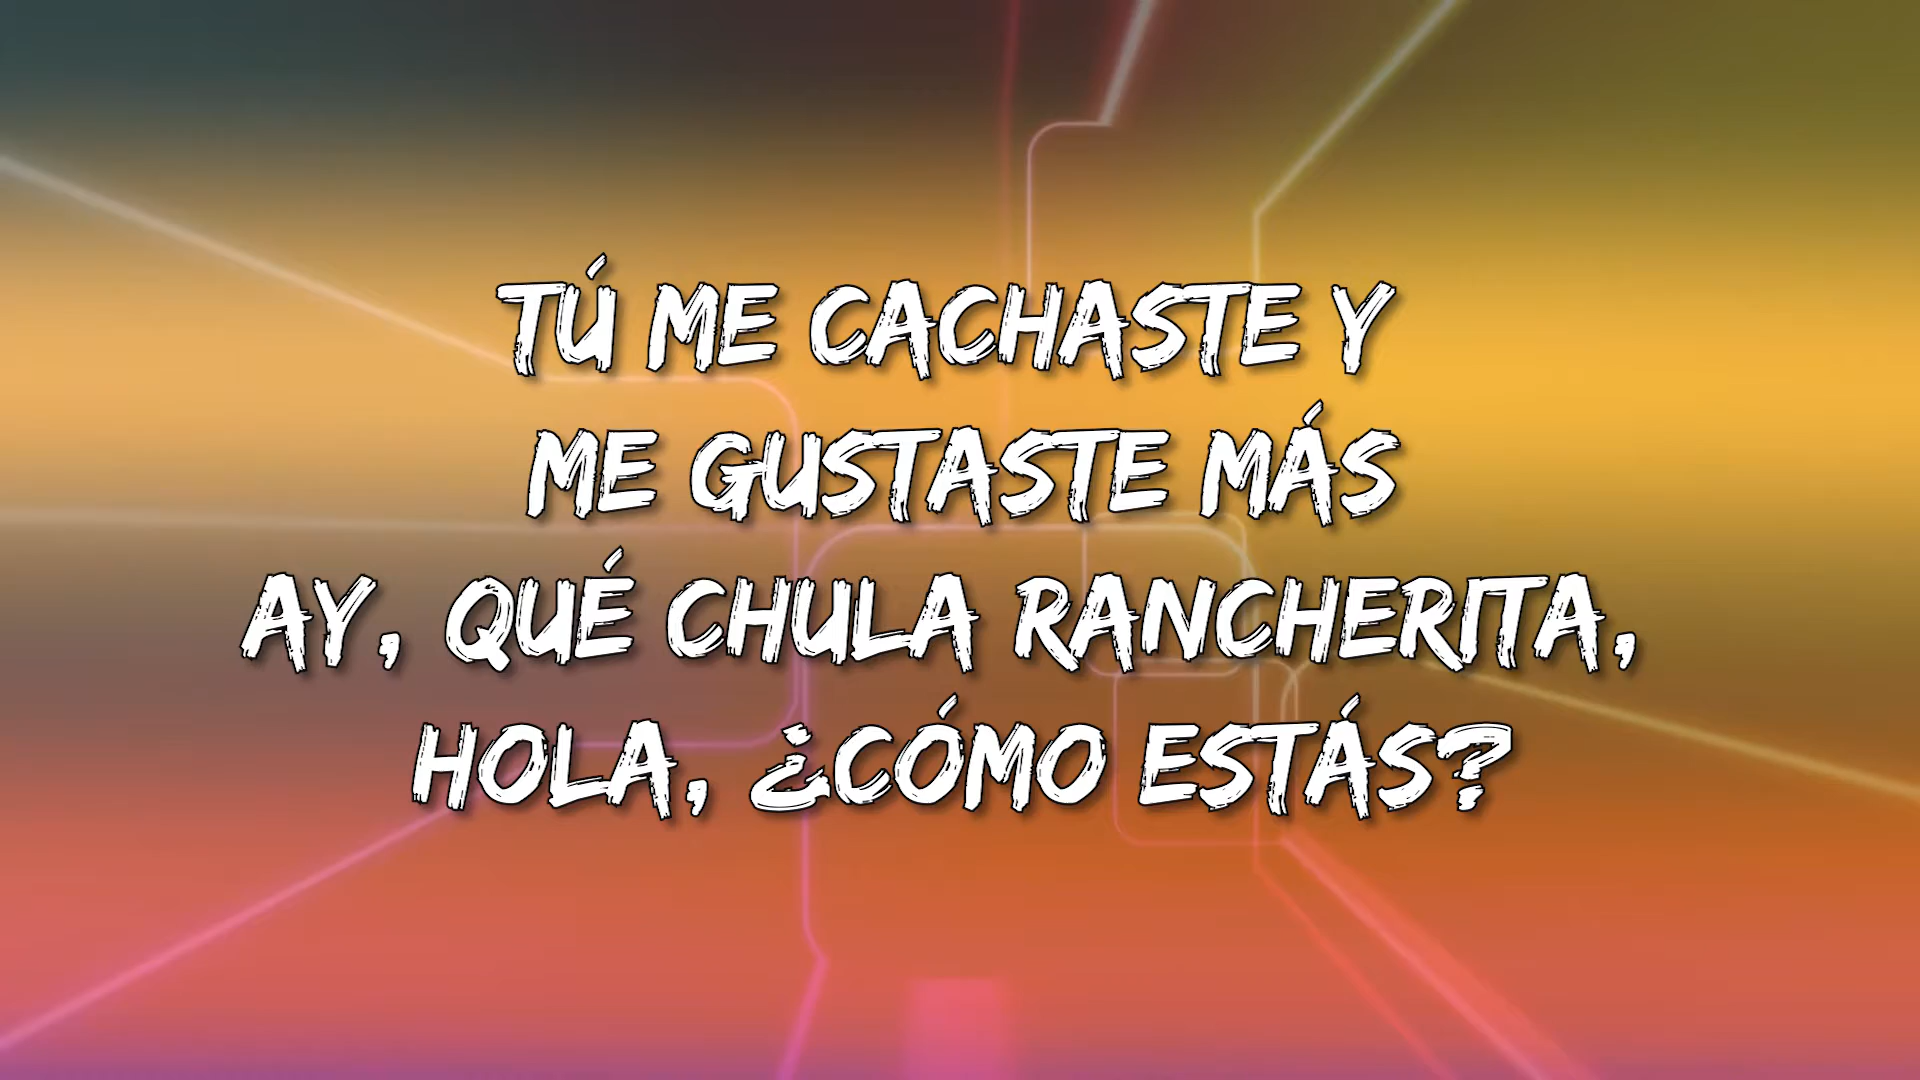 TÚ ME CACHASTE Y
ME GUSTASTE MÁS
AY, QUÉ CHULA RANCHERITA,
HOLA, ¿CÓMO ESTÁS?